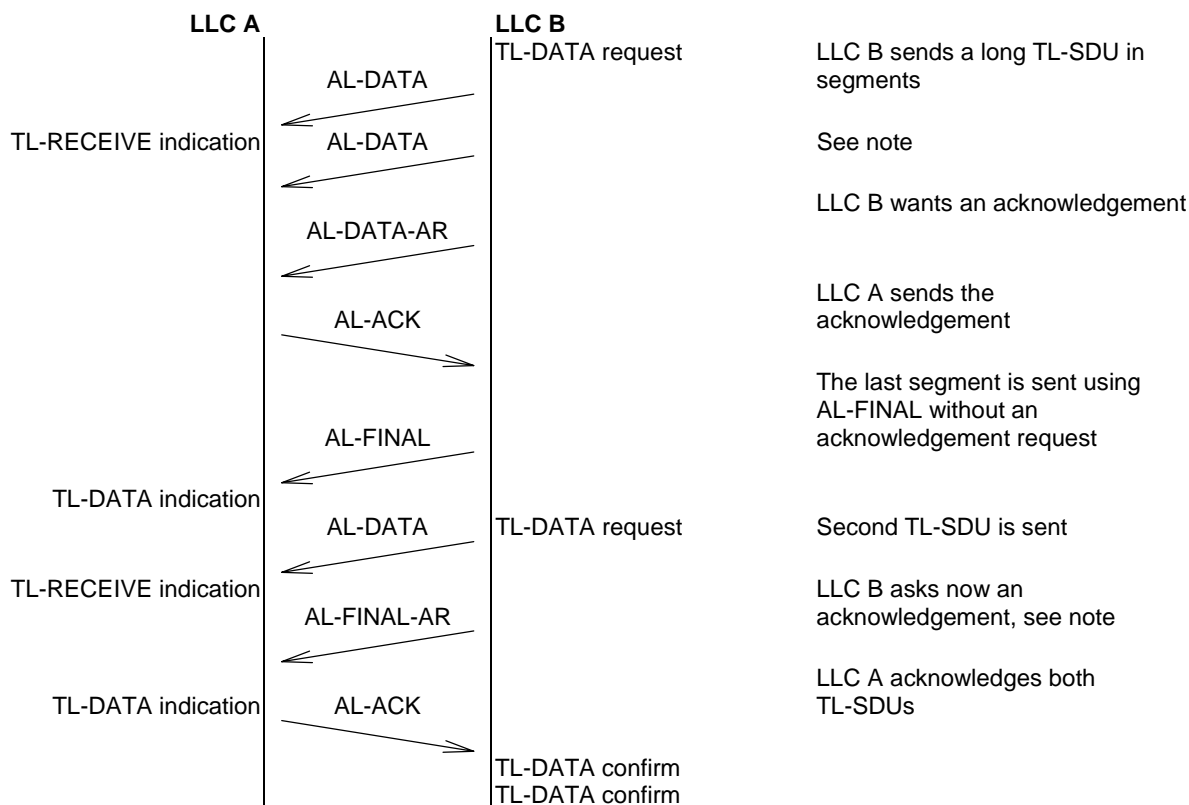 LLC A LLC B
TL-DATA request LLC B sends a long TL-SDU in
segments
AL-DATA
TL-RECEIVE indication AL-DATA See note
LLC B wants an acknowledgement
AL-DATA-AR
LLC A sends the
acknowledgement
AL-ACK
The last segment is sent using
AL-FINAL without an
acknowledgement request
AL-FINAL
TL-DATA indication
AL-DATA TL-DATA request Second TL-SDU is sent
TL-RECEIVE indication LLC B asks now an
acknowledgement, see note
AL-FINAL-AR
LLC A acknowledges both
TL-SDUs
TL-DATA indication AL-ACK
TL-DATA confirm
TL-DATA confirm